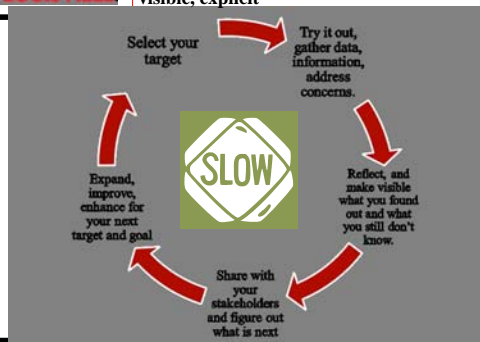 visible, explicit
Select your
target
Try it out,
gather data,
information,
address
concerns.
Reflect, and
make visible
what you found
out and what
you still don't
know.
Share with
your
stakeholders
and figure out
what is next
Expand,
improve,
enhance for
your next
target and goal
SLOW